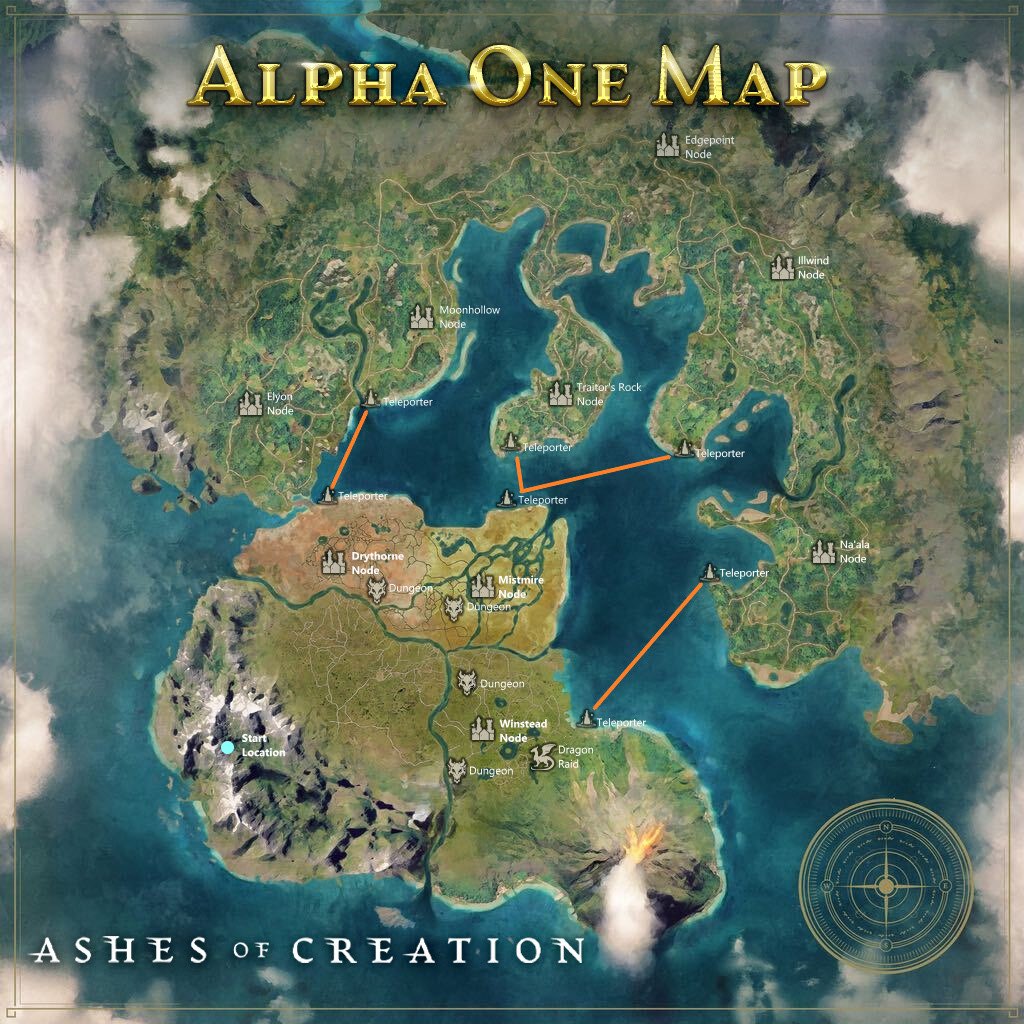 ALPHA ONE MAP
Edgepoint
Node
Illwind
Node
Moonhollow
Node
Elyon
Node
Teleporter
Traitor's Rock
Node
Teleporter
Teleporter
Teleporter
Teleporter
Drythorne
Node
Dungeon
Mistmire
Node
Dungeon
Na'ala
Node
Teleporter
Dungeon
Winstead
Node
Teleporter
Start
Location
Dragon
Raid
Dungeon
N
W
E
S
ASHES OF CREATION